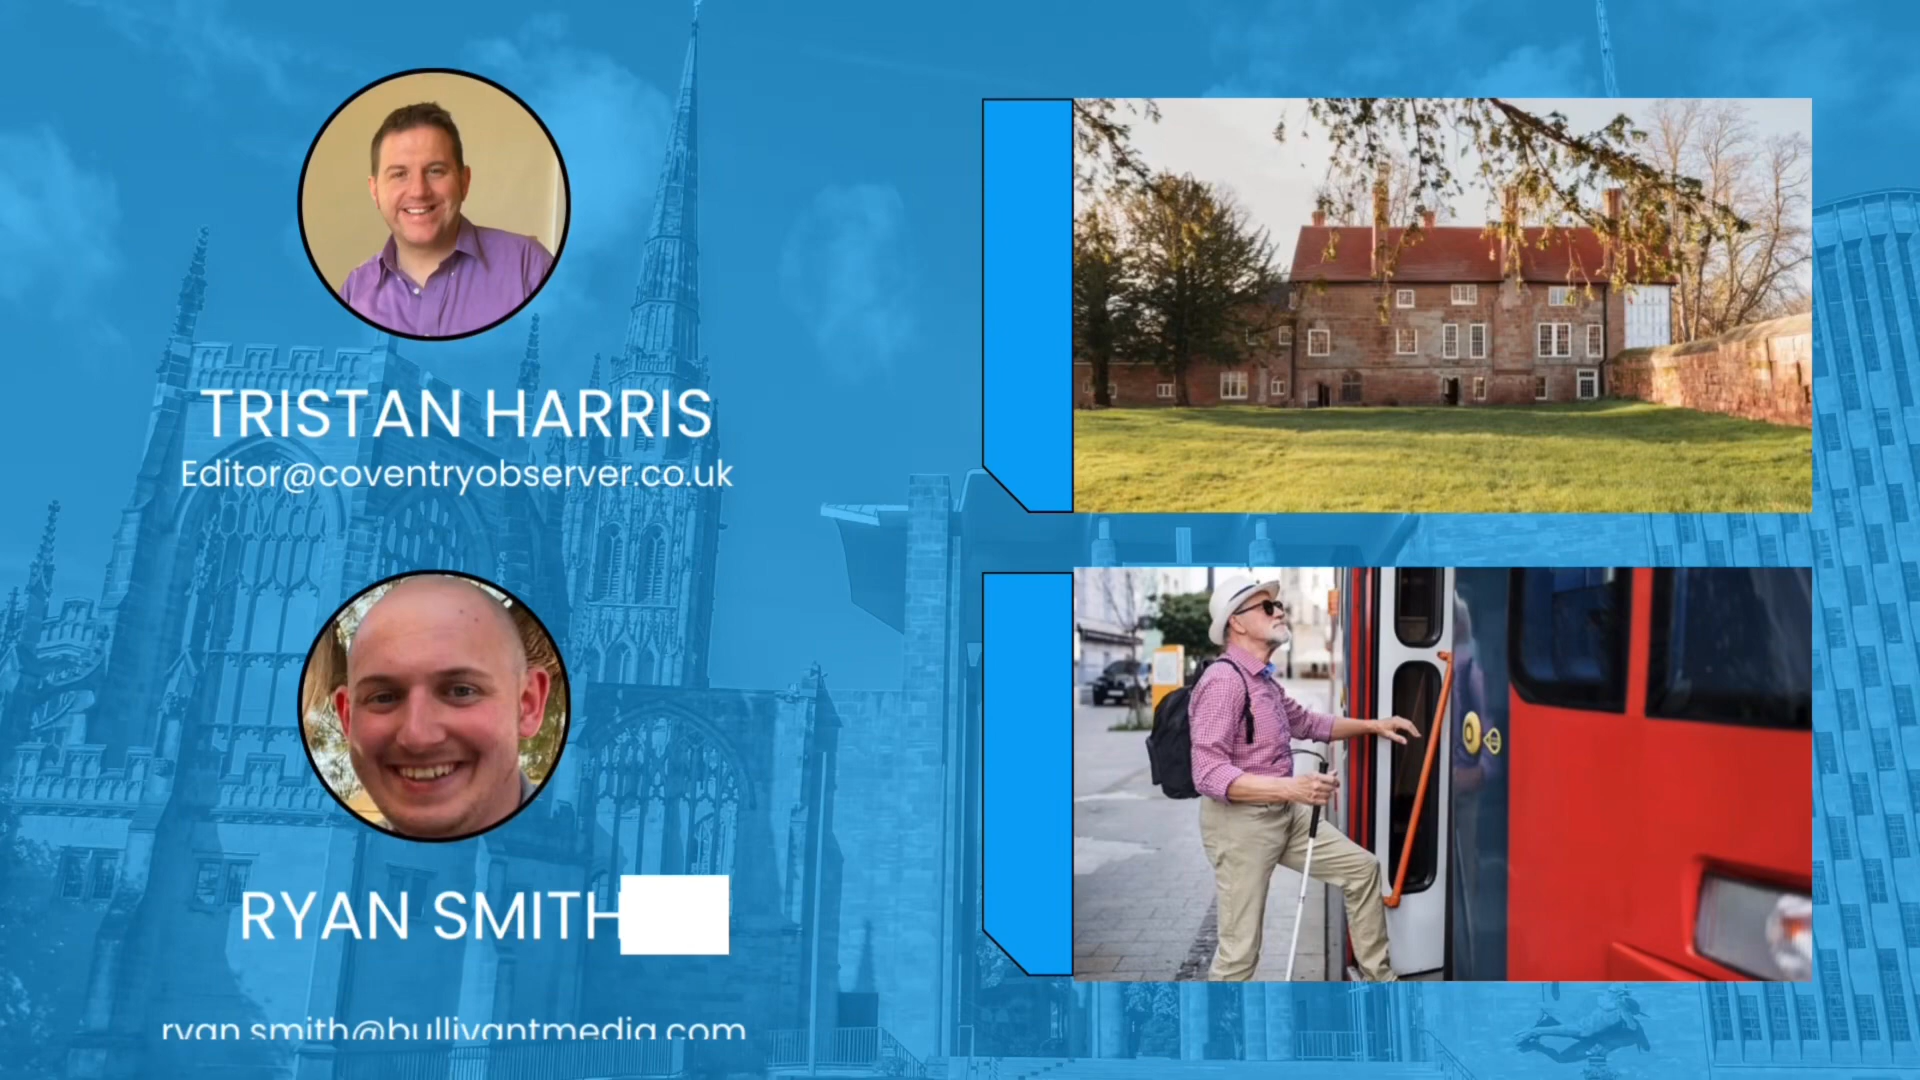 TRISTAN HARRIS
Editor@coventryobserver.co.uk
RYAN SMITH
ryan.smith@bullivantmedia.com